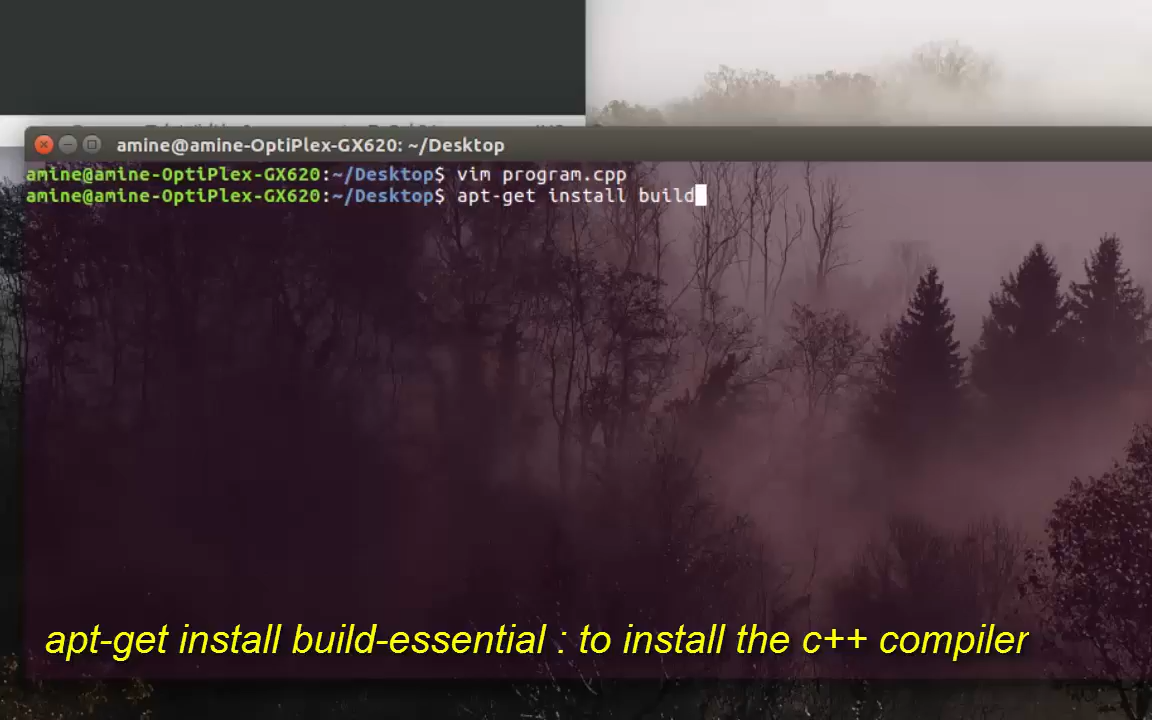 amine@amine-OptiPlex-GX620: ~/Desktop
amine@amine-OptiPlex-GX620:~/Desktop$ vim program.cpp
amine@amine-OptiPlex-GX620:~/Desktop$ apt-get install build
apt-get install build-essential : to install the c++ compiler